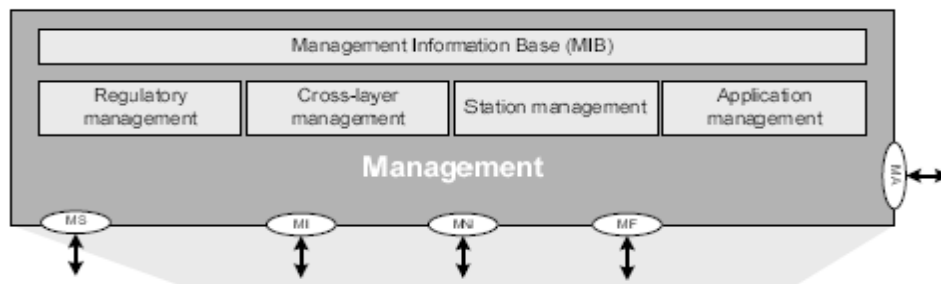 Management Information Base (MIB)
Regulatory
management
Cross-layer
management
Station management
Application
management
Management
MA
MS
MI
MN
MF